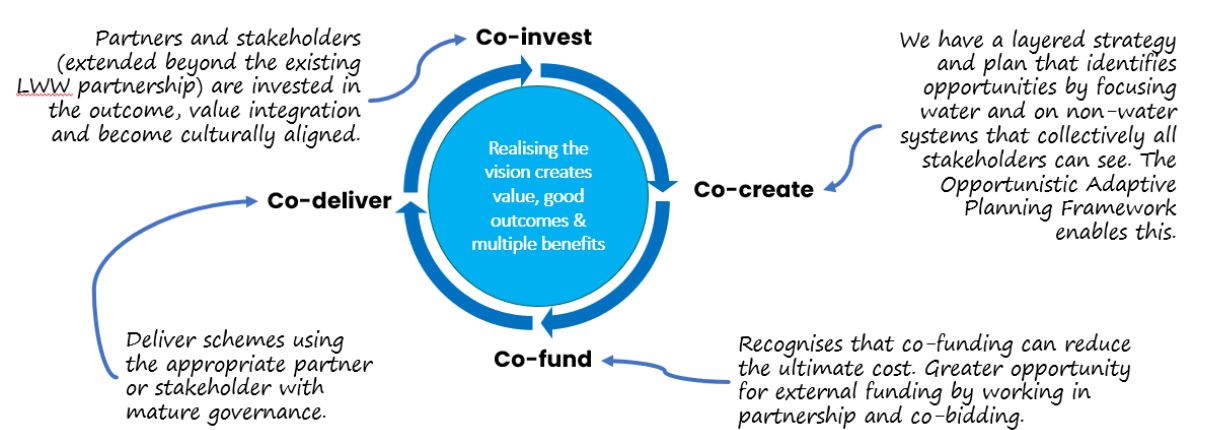 Partners and stakeholders
(extended beyond the existing
LWW partnership) are invested in
the outcome, value integration
and become culturally aligned.
Co-invest
We have a layered strategy
and plan that identifies
opportunities by focusing
water and on non-water
systems that collectively all
stakeholders can see. The
Opportunistic Adaptive
Planning Framework
enables this.
Co-create
Realising the
vision creates
value, good
outcomes &
multiple benefits
Co-deliver
Deliver schemes using
the appropriate partner
or stakeholder with
mature governance.
Co-fund
Recognises that co-funding can reduce
the ultimate cost. Greater opportunity
for external funding by working in
partnership and co-bidding.